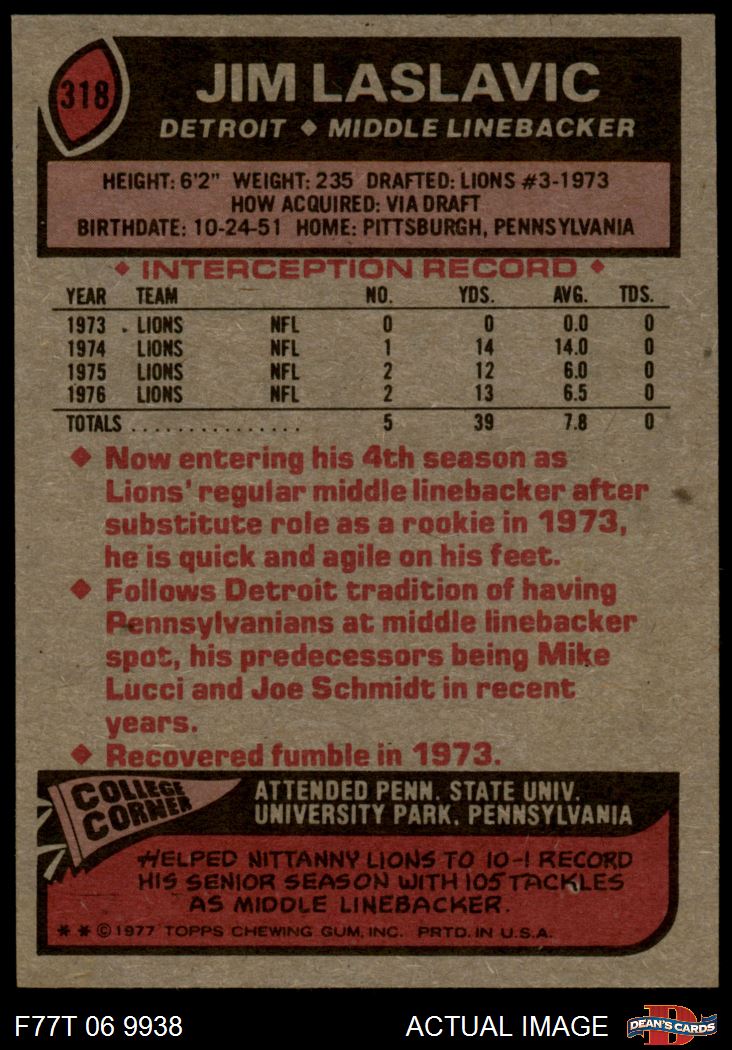 318
JIM LASLAVIC
DETROIT ◆ MIDDLE LINEBACKER
HEIGHT: 6'2" WEIGHT: 235 DRAFTED: LIONS #3-1973
HOW ACQUIRED: VIA DRAFT
BIRTHDATE: 10-24-51 HOME: PITTSBURGH, PENNSYLVANIA
◆ INTERCEPTION RECORD ◆
YEAR TEAM NO. YDS. AVG. TDS.
1973 LIONS NFL 0 0 0.0 0
1974 LIONS NFL 1 14 14.0 0
1975 LIONS NFL 2 12 6.0 0
1976 LIONS NFL 2 13 6.5 0
TOTALS ............... 5 39 7.8 0
◆ Now entering his 4th season as
Lions' regular middle linebacker after
substitute role as a rookie in 1973,
he is quick and agile on his feet.
◆ Follows Detroit tradition of having
Pennsylvanians at middle linebacker
spot, his predecessors being Mike
Lucci and Joe Schmidt in recent
years.
◆ Recovered fumble in 1973.
COLLEGE
CORNER
ATTENDED PENN. STATE UNIV.
UNIVERSITY PARK, PENNSYLVANIA
HELPED NITTANNY LIONS TO 10-1 RECORD
HIS SENIOR SEASON WITH 105 TACKLES
AS MIDDLE LINEBACKER.
* * © 1977 TOPPS CHEWING GUM, INC. PRTD. IN U.S.A.
F77T 06 9938 ACTUAL IMAGE
D
DEAN'S CARDS